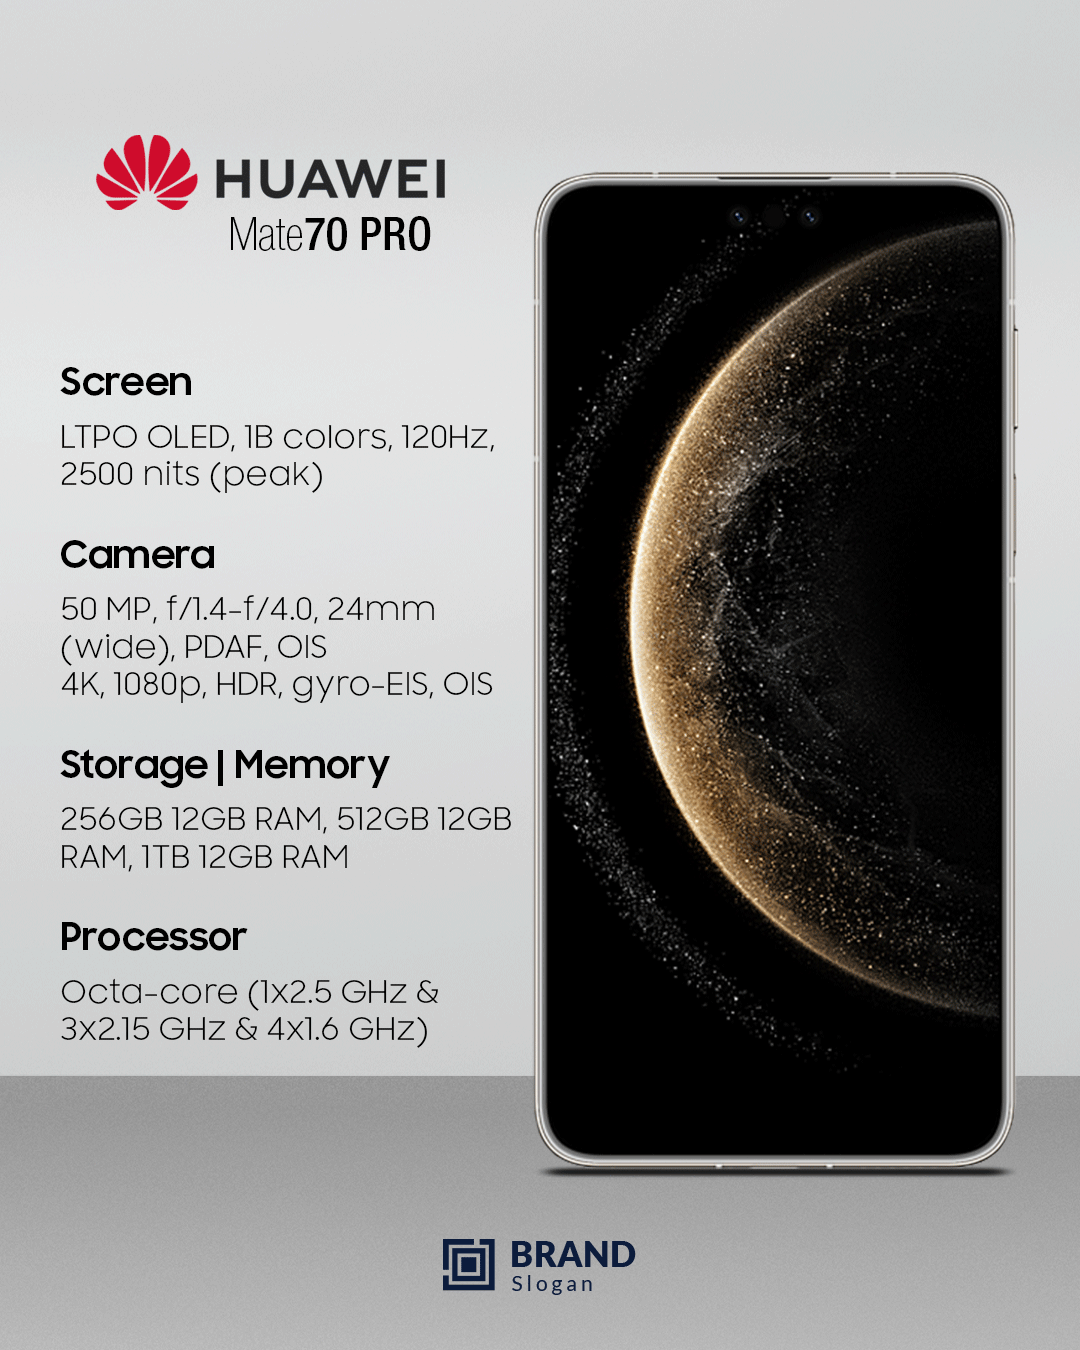 HUAWEI
Mate70 PRO
Screen
LTPO OLED, 1B colors, 120Hz,
2500 nits (peak)
Camera
50 MP, f/1.4-f/4.0, 24mm
(wide), PDAF, OIS
4K, 1080p, HDR, gyro-EIS, OIS
Storage | Memory
256GB 12GB RAM, 512GB 12GB
RAM, 1TB 12GB RAM
Processor
Octa-core (1x2.5 GHz &
3x2.15 GHz & 4x1.6 GHz)
BRAND
Slogan